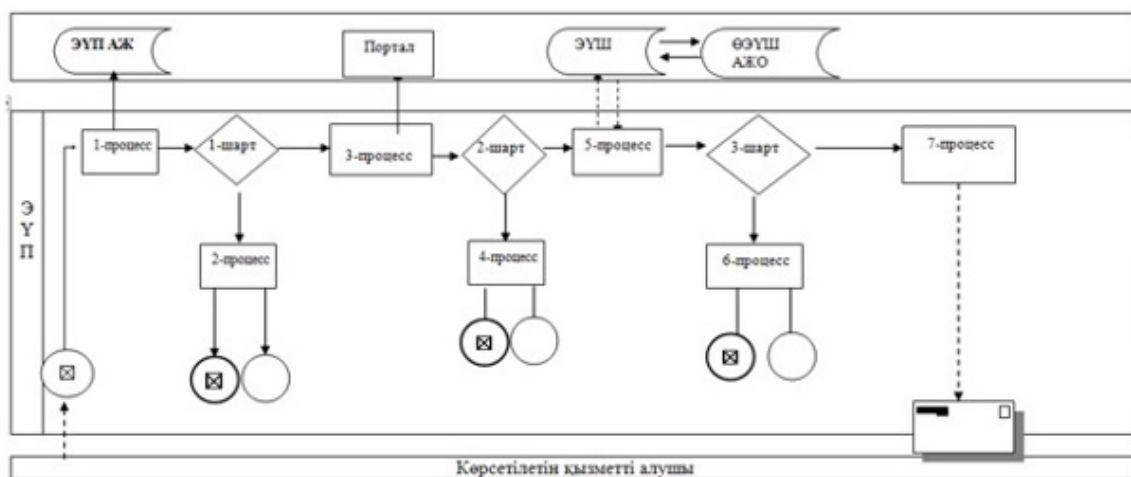 ЭҮП АЖ
Портал
ЭҮШ
ӨЭҮШ
АЖО
1-процесс
1-шарт
3-процесс
2-шарт
5-процесс
3-шарт
7-процесс
Э
Ү
П
2-процесс
4-процесс
6-процесс
Көрсетілетін қызметті алушы